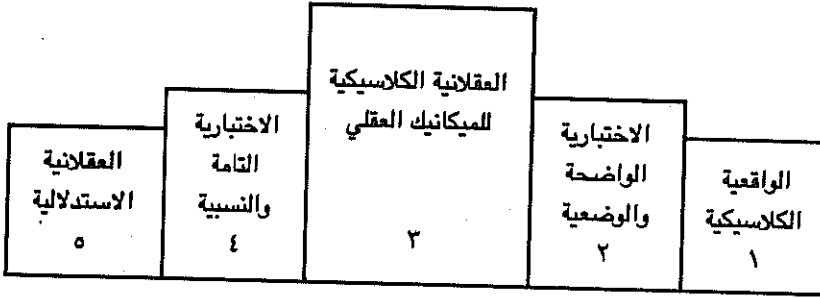 الواقعية
الكلاسيكية
١
الاختبارية
الواضحة
والوضعية
٢
العقلانية الكلاسيكية
للميكانيك العقلي
٣
الاختبارية
التامة
والنسبية
٤
العقلانية
الاستدلالية
٥